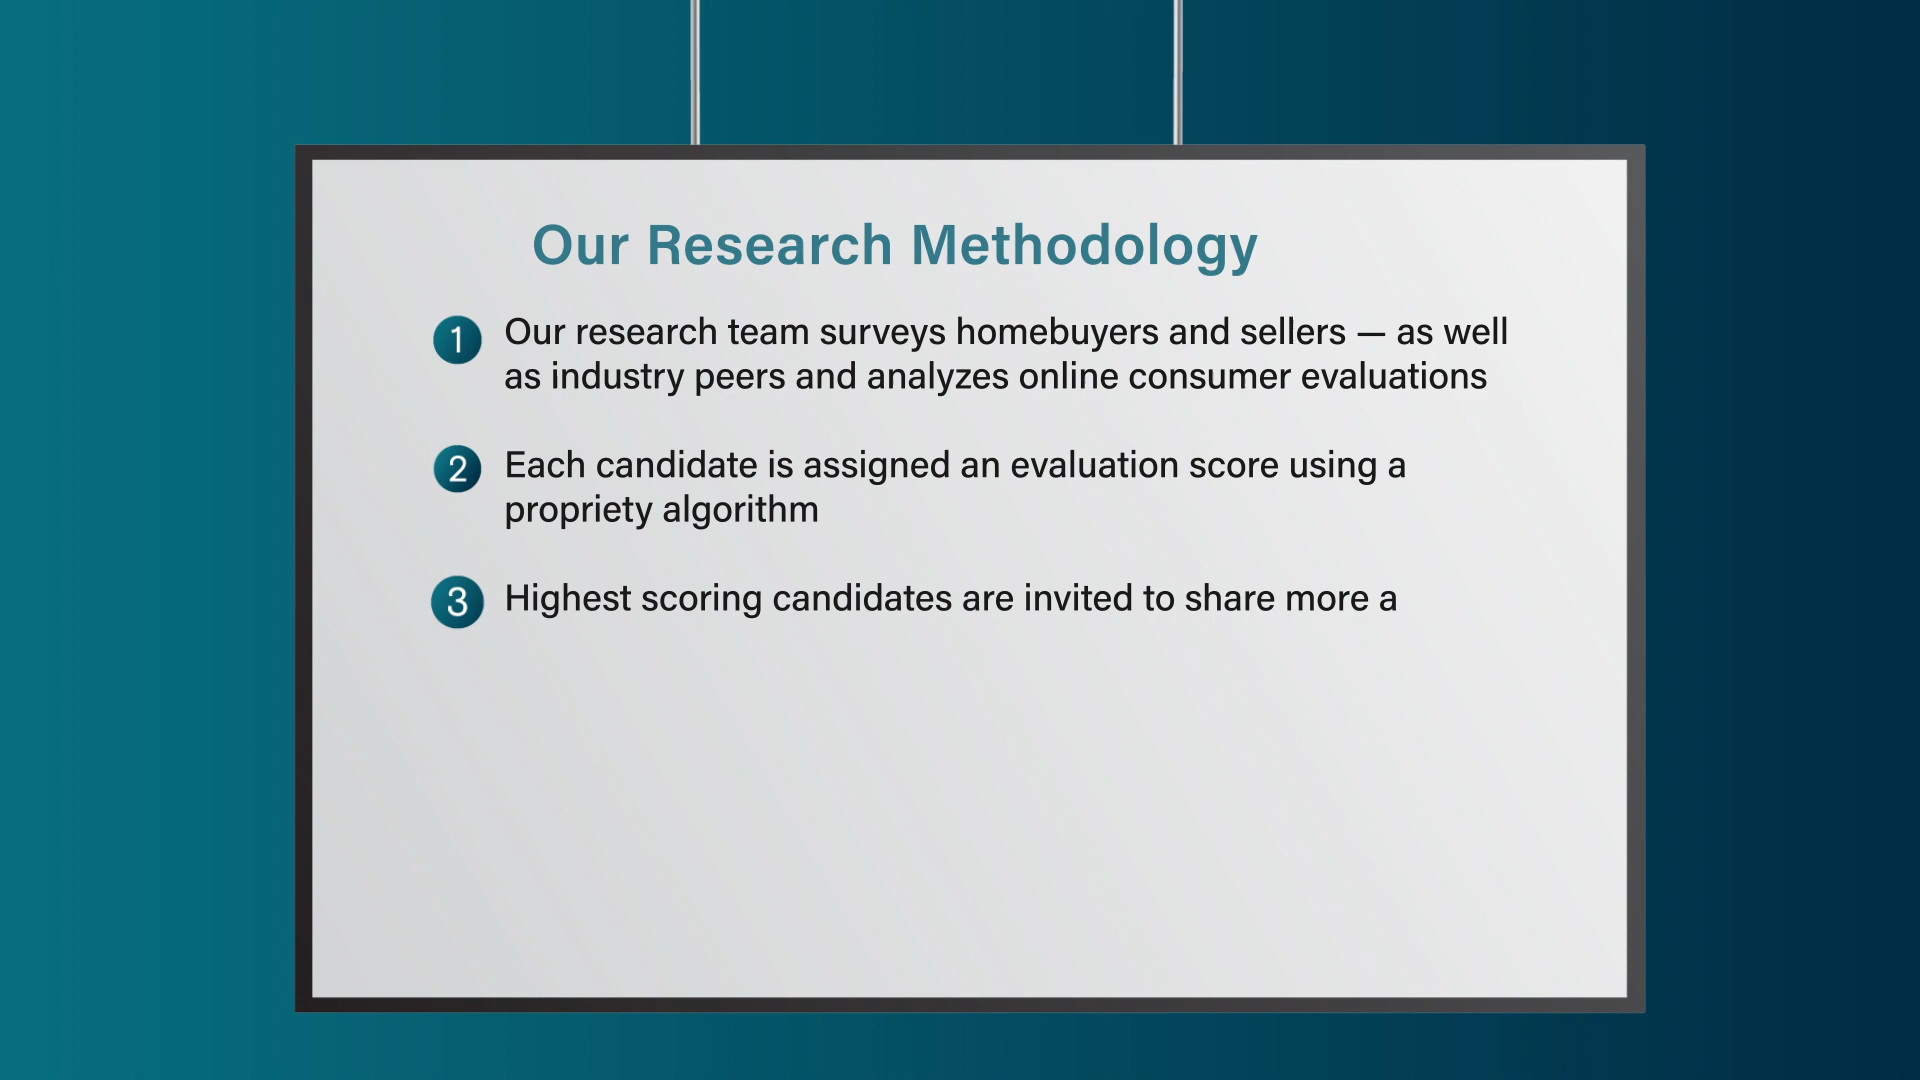 Our Research Methodology
1 Our research team surveys homebuyers and sellers — as well
as industry peers and analyzes online consumer evaluations
2 Each candidate is assigned an evaluation score using a
propriety algorithm
3 Highest scoring candidates are invited to share more a